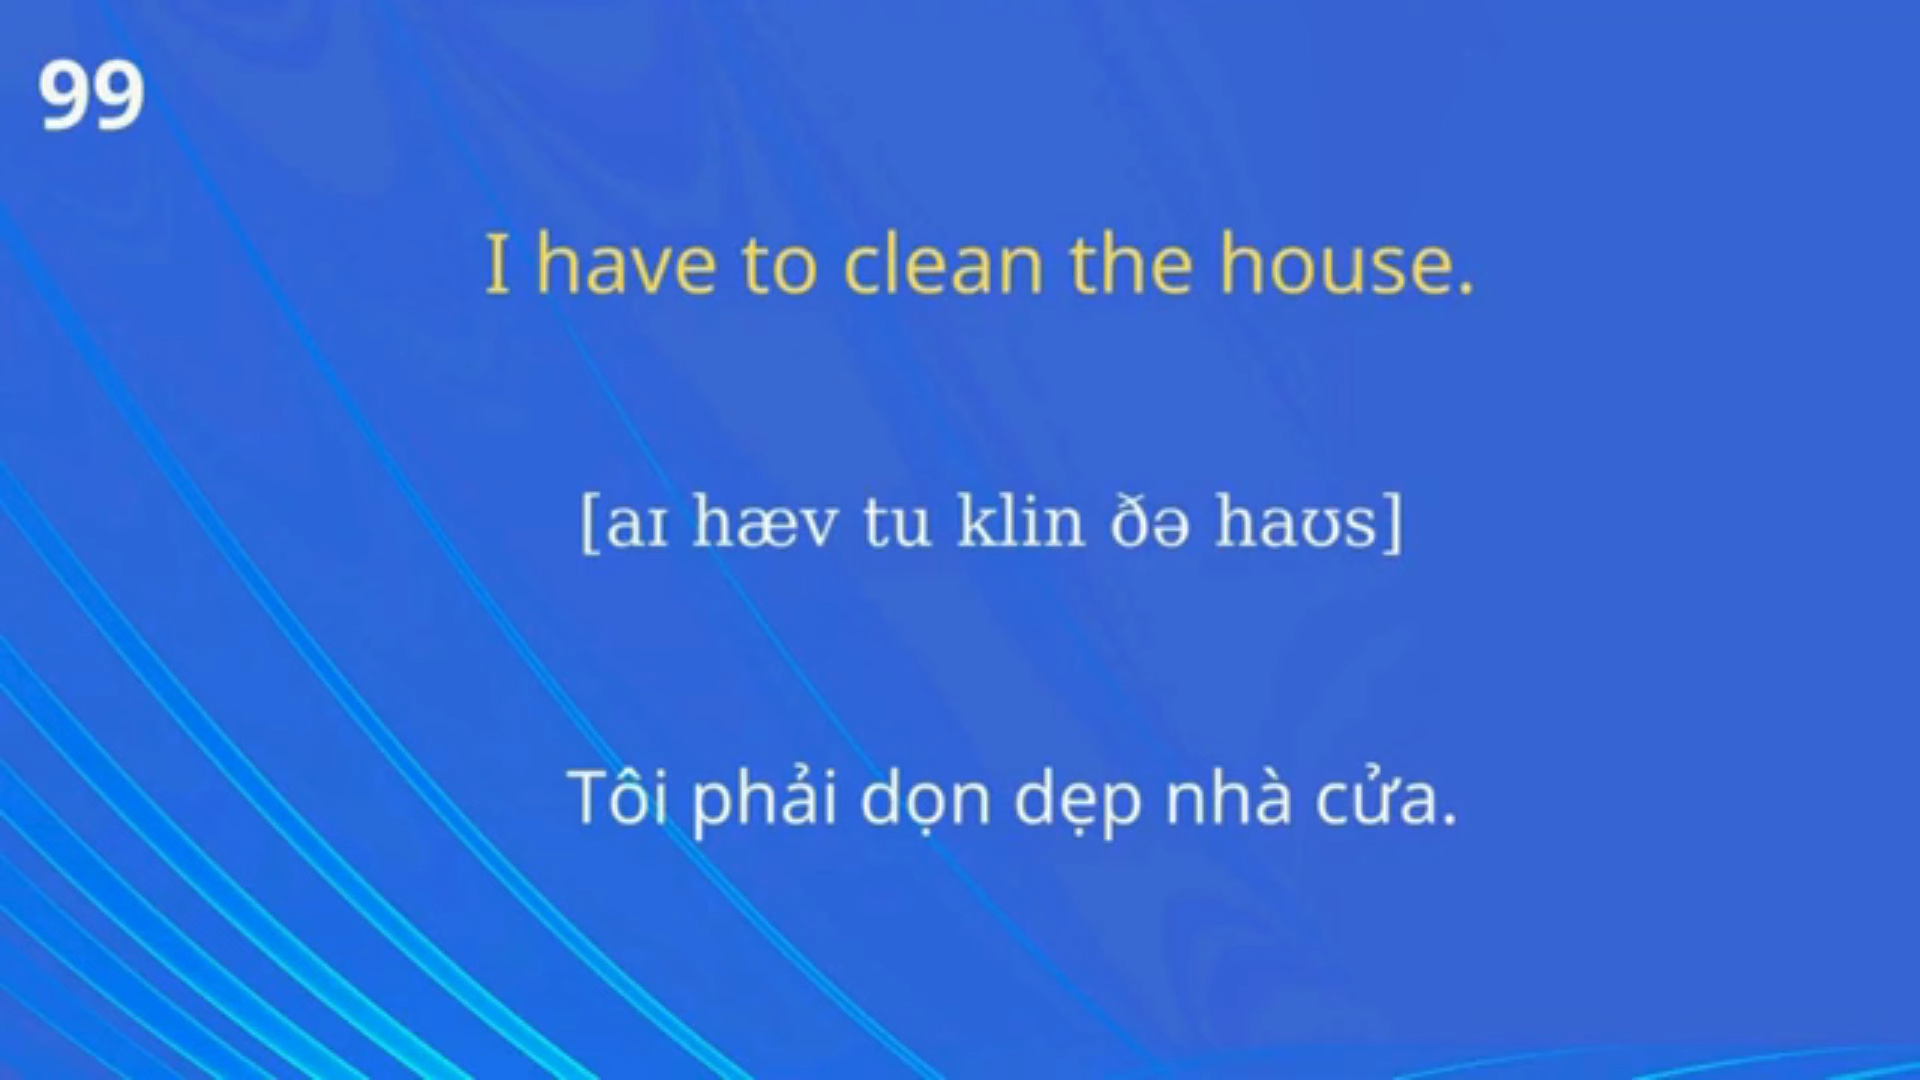 99
I have to clean the house.
[aɪ hæv tu klin ðə haʊs]
Tôi phải dọn dẹp nhà cửa.